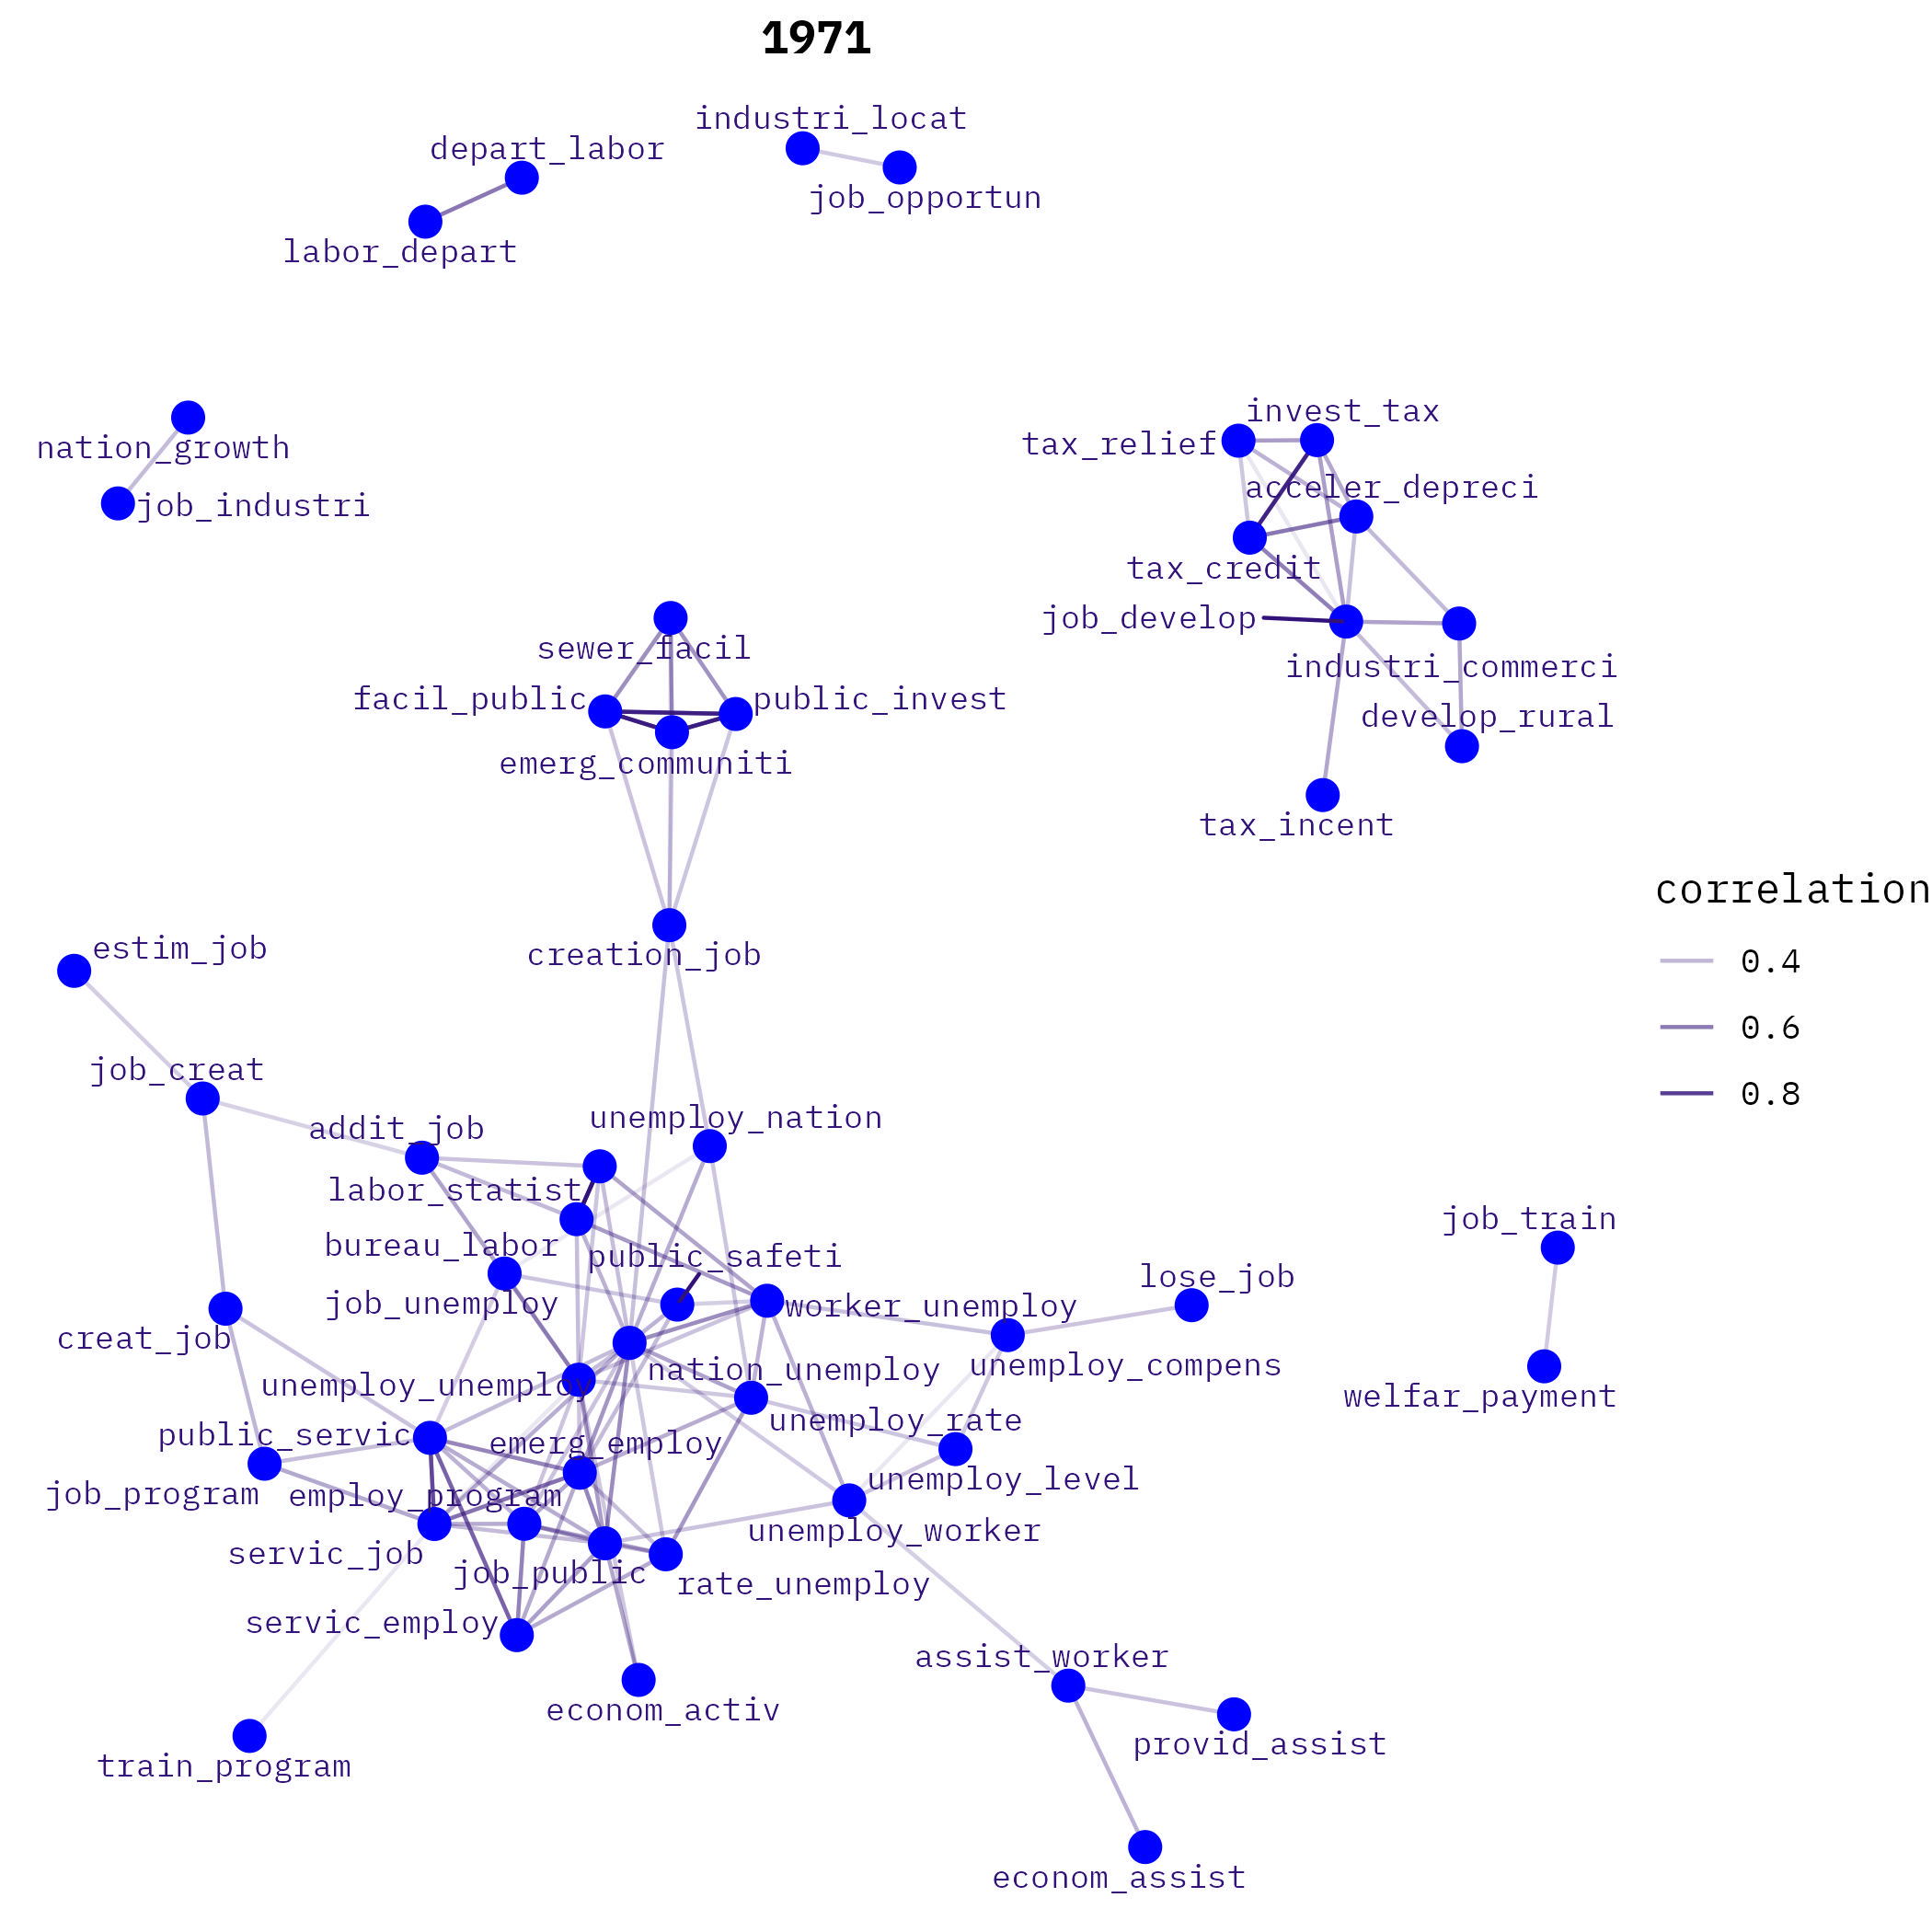 1971
industri_locat
depart_labor
job_opportun
labor_depart
invest_tax
tax_relief
nation_growth
acceler_depreci
job_industri
tax_credit
job_develop
sewer_facil
industri_commerci
facil_public
public_invest
develop_rural
emerg_communiti
tax_incent
correlation
0.4
0.6
0.8
estim_job
creation_job
job_creat
unemploy_nation
addit_job
labor_statist
job_train
bureau_labor
public_safeti
lose_job
job_unemploy
worker_unemploy
creat_job
nation_unemploy
unemploy_compens
unemploy_unemploy
welfar_payment
unemploy_rate
public_servic
emerg_employ
unemploy_level
job_program
employ_program
unemploy_worker
servic_job
job_public
rate_unemploy
servic_employ
assist_worker
econom_activ
provid_assist
train_program
econom_assist